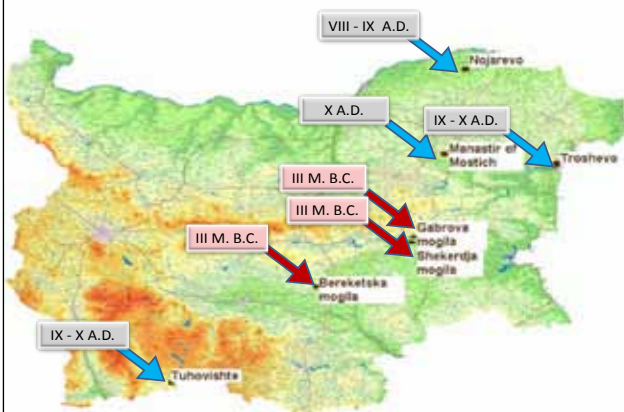 VIII - IX A.D.
Nojarevo
X A.D.
IX - X A.D.
Manastir of
Mostich
Troshevo
III M. B.C.
III M. B.C.
Gabrova
mogila
III M. B.C.
Shekerdja
mogila
Bereketska
mogila
IX - X A.D.
Tuhovishte